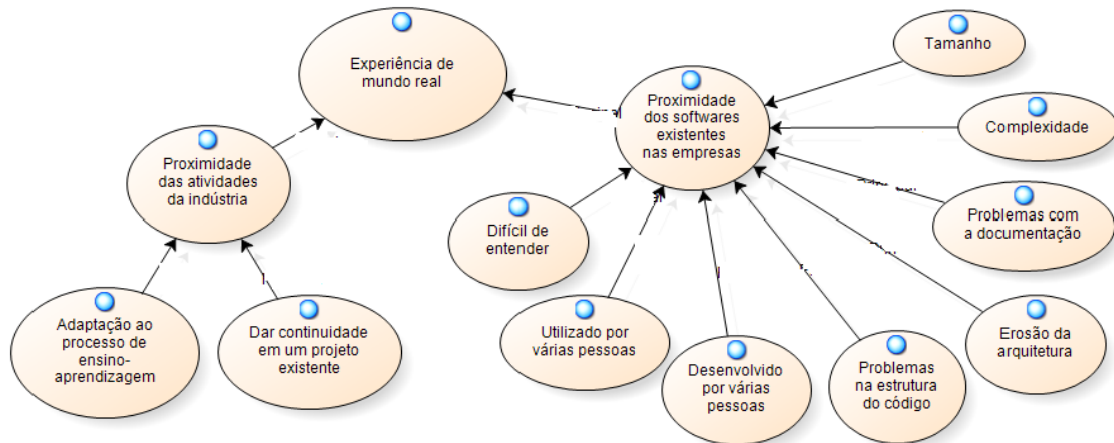 Experiência de
mundo real
Tamanho
Proximidade
dos softwares
existentes
nas empresas
Complexidade
Proximidade
das atividades
da indústria
Problemas com
a documentação
Difícil de
entender
Adaptação ao
processo de
ensino-
aprendizagem
Dar continuidade
em um projeto
existente
Utilizado por
várias pessoas
Desenvolvido
por várias
pessoas
Problemas
na estrutura
do código
Erosão da
arquitetura